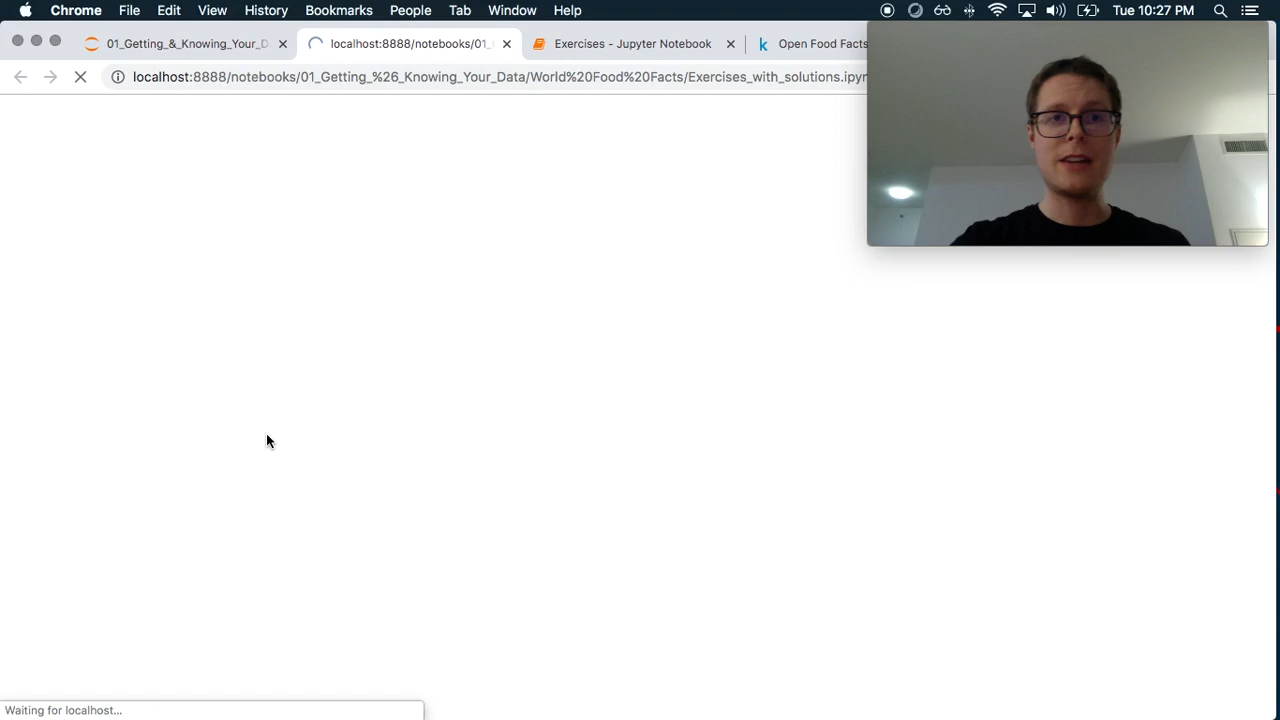 Chrome File Edit View History Bookmarks People Tab Window Help Tue 10:27 PM
01_Getting_&_Knowing_Your_D localhost:8888/notebooks/01_ Exercises - Jupyter Notebook k Open Food Facts
localhost:8888/notebooks/01_Getting_%26_Knowing_Your_Data/World%20Food%20Facts/Exercises_with_solutions.ipyn
Waiting for localhost...